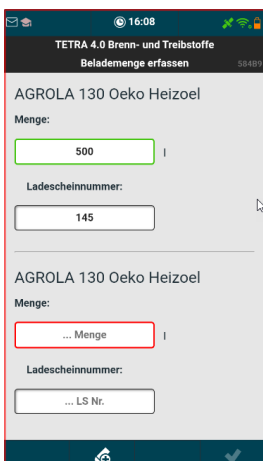 16:08
TETRA 4.0 Brenn- und Treibstoffe
Belademenge erfassen 584B9
AGROLA 130 Oeko Heizoel
Menge:
500 l
Ladescheinnummer:
145
AGROLA 130 Oeko Heizoel
Menge:
... Menge l
Ladescheinnummer:
... LS Nr.